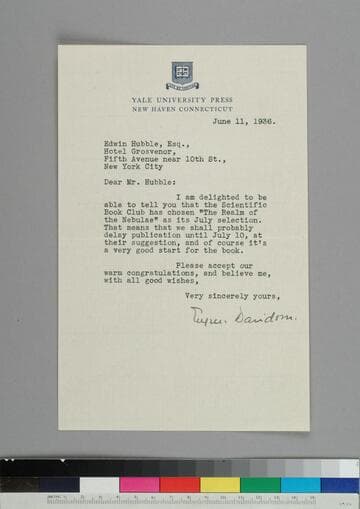 YALE UNIVERSITY PRESS
NEW HAVEN CONNECTICUT
June 11, 1936.
Edwin Hubble, Esq.,
Hotel Grosvenor,
Fifth Avenue near 10th St.,
New York City
Dear Mr. Hubble:
I am delighted to be
able to tell you that the Scientific
Book Club has chosen "The Realm of
the Nebulae" as its July selection.
That means that we shall probably
delay publication until July 10, at
their suggestion, and of course it's
a very good start for the book.
Please accept our
warm congratulations, and believe me,
with all good wishes,
Very sincerely yours,
Eugene Davidson.